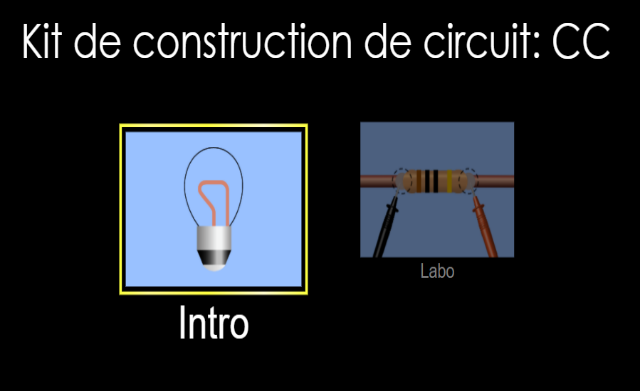 Kit de construction de circuit: CC
Intro
Labo